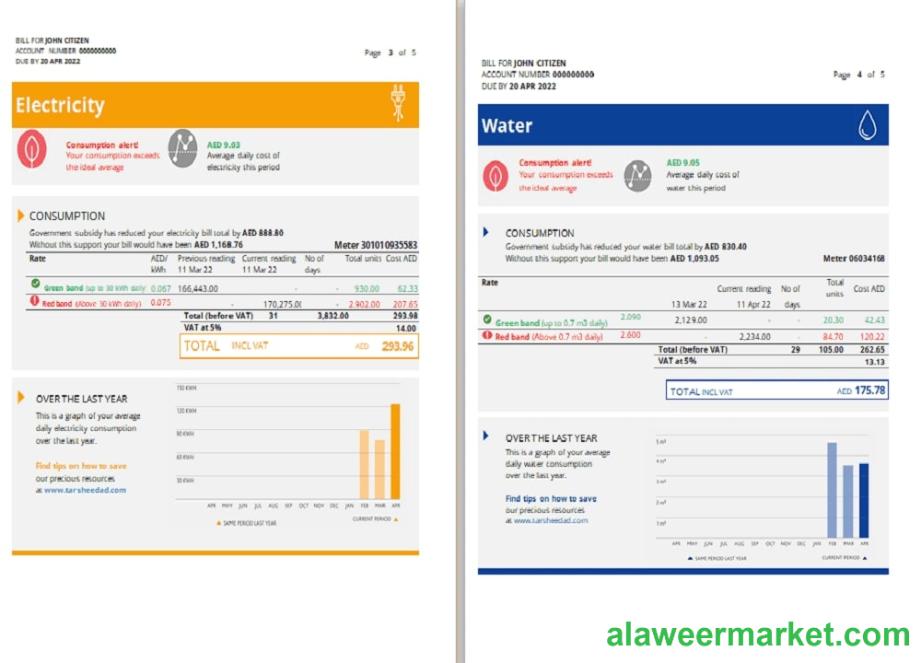 BILL FOR JOHN CITIZEN
ACCOUNT NUMBER 0000000000
DUE BY 20 APR 2022
Page 3 of 5
Electricity
Consumption alert!
Your consumption exceeds
the ideal average
AED 9.03
Average daily cost of
electricity this period
CONSUMPTION
Government subsidy has reduced your electricity bill total by AED 888.80
Without this support your bill would have been AED 1,168.76
Meter 301010935583
Rate AED/ kWh Previous reading 11 Mar 22 Current reading 11 Mar 22 No of days Total units Cost AED
Green band (up to 30 kWh daily) 0.067 166,443.00 - 930.00 62.33
Red band (Above 30 kWh daily) 0.075 - 170,275.00 - 2,902.00 207.65
Total (before VAT) 31 3,832.00 293.98
VAT at 5% 14.00
TOTAL INCL VAT AED 293.96
OVER THE LAST YEAR
This is a graph of your average
daily electricity consumption
over the last year.
Find tips on how to save
our precious resources
at www.tarsheedad.com
150 KWH
120 KWH
90 KWH
60 KWH
30 KWH
APR MAY JUN JUL AUG SEP OCT NOV DEC JAN FEB MAR APR
SAME PERIOD LAST YEAR
CURRENT PERIOD
BILL FOR JOHN CITIZEN
ACCOUNT NUMBER 000000000
DUE BY 20 APR 2022
Page 4 of 5
Water
Consumption alert!
Your consumption exceeds
the ideal average
AED 9.05
Average daily cost of
water this period
CONSUMPTION
Government subsidy has reduced your water bill total by AED 830.40
Without this support your bill would have been AED 1,093.05
Meter 06034168
Rate 13 Mar 22 Current reading 11 Apr 22 No of days Total units Cost AED
Green band (up to 0.7 m3 daily) 2.090 2,129.00 - - 20.30 42.43
Red band (Above 0.7 m3 daily) 2.600 - 2,234.00 - 84.70 120.22
Total (before VAT) 29 105.00 262.65
VAT at 5% 13.13
TOTAL INCL VAT AED 175.78
OVER THE LAST YEAR
This is a graph of your average
daily water consumption
over the last year.
Find tips on how to save
our precious resources
at www.tarsheedad.com
5 m³
4 m³
3 m³
2 m³
1 m³
APR MAY JUN JUL AUG SEP OCT NOV DEC JAN FEB MAR APR
SAME PERIOD LAST YEAR
CURRENT PERIOD
alaweermarket.com